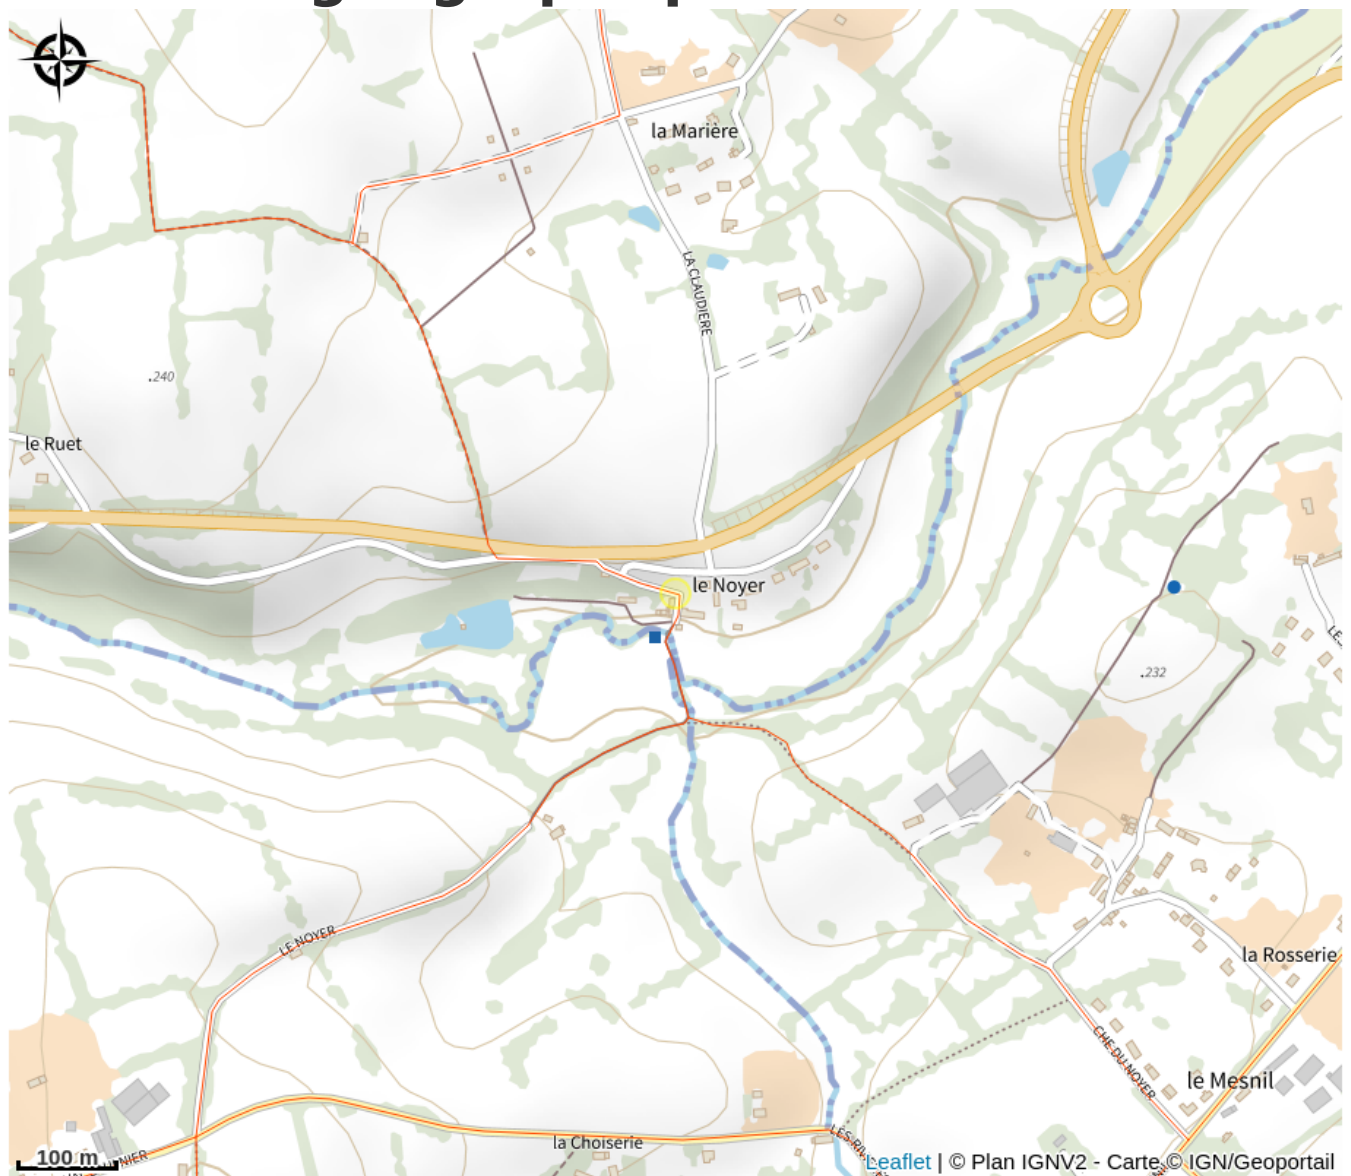 la Marière
LA CLAUDIERE
.240
le Ruet
le Noyer
.232
LE NOYER
la Rosserie
CHE DU NOYER
le Mesnil
la Choiserie
100 m
NIER
Leaflet | © Plan IGNV2 - Carte © IGN/Geoportail